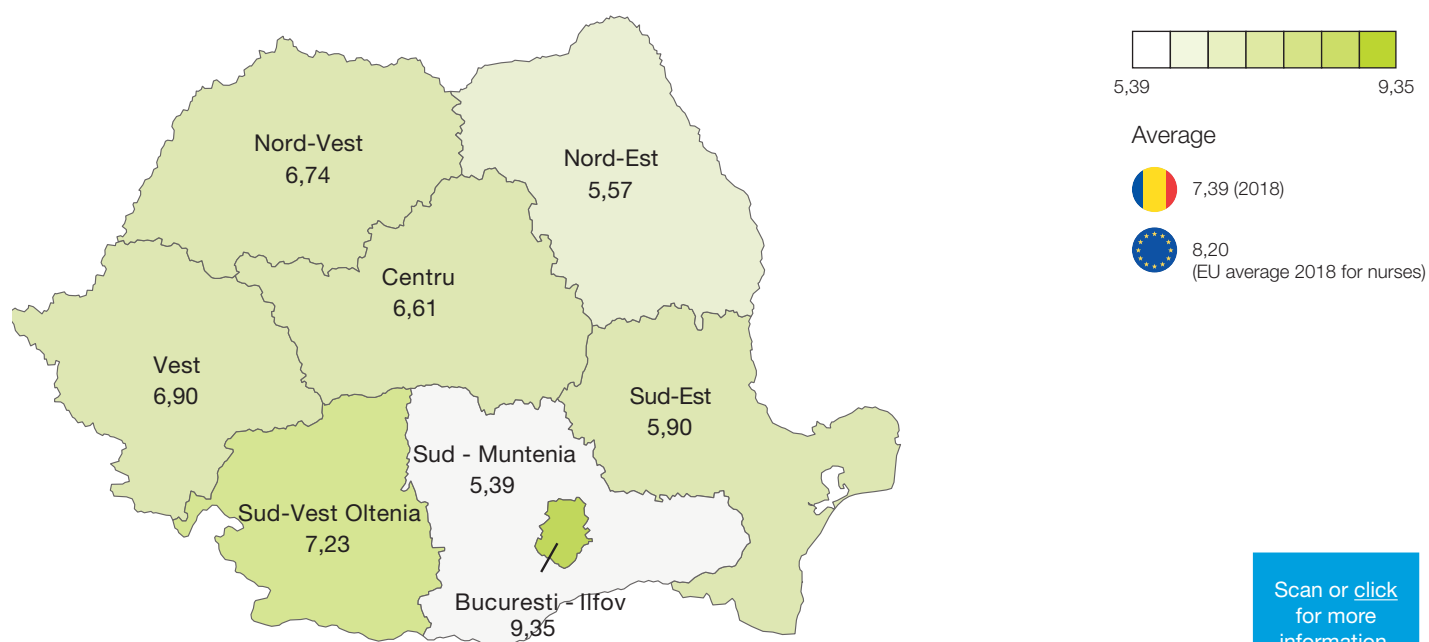 Nord-Vest
6,74
Nord-Est
5,57
Centru
6,61
Vest
6,90
Sud-Est
5,90
Sud - Muntenia
5,39
Sud-Vest Oltenia
7,23
Bucuresti - Ilfov
9,35
5,39 9,35
Average
7,39 (2018)
8,20
(EU average 2018 for nurses)
Scan or click
for more
information